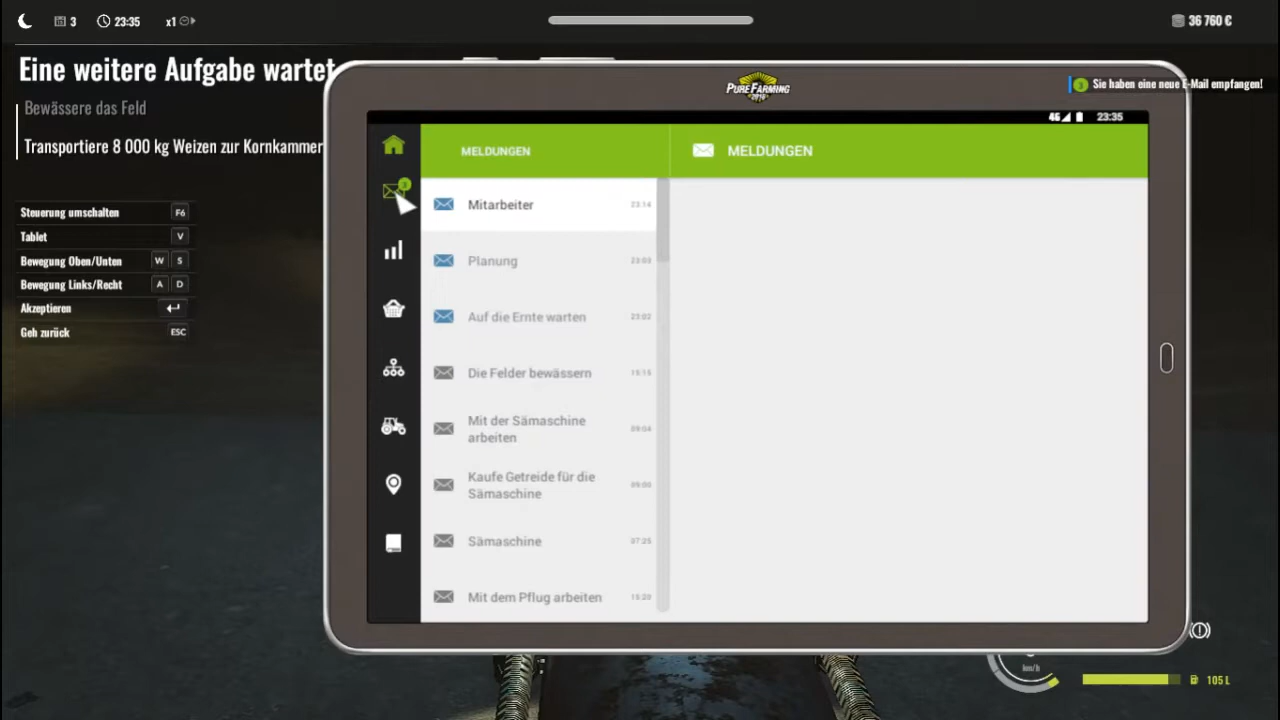 3 23:35 x1
36 760 €
Eine weitere Aufgabe wartet
Bewässere das Feld
Transportiere 8 000 kg Weizen zur Kornkammer
Steuerung umschalten F6
Tablet V
Bewegung Oben/Unten W S
Bewegung Links/Recht A D
Akzeptieren
Geh zurück ESC
PURE FARMING
2018
3 Sie haben eine neue E-Mail empfangen!
4G 23:35
3
MELDUNGEN
MELDUNGEN
Mitarbeiter 23:14
Planung 23:03
Auf die Ernte warten 23:02
Die Felder bewässern 15:15
Mit der Sämaschine
arbeiten 09:04
Kaufe Getreide für die
Sämaschine 09:00
Sämaschine 07:25
Mit dem Pflug arbeiten 15:20
km/h
105 L